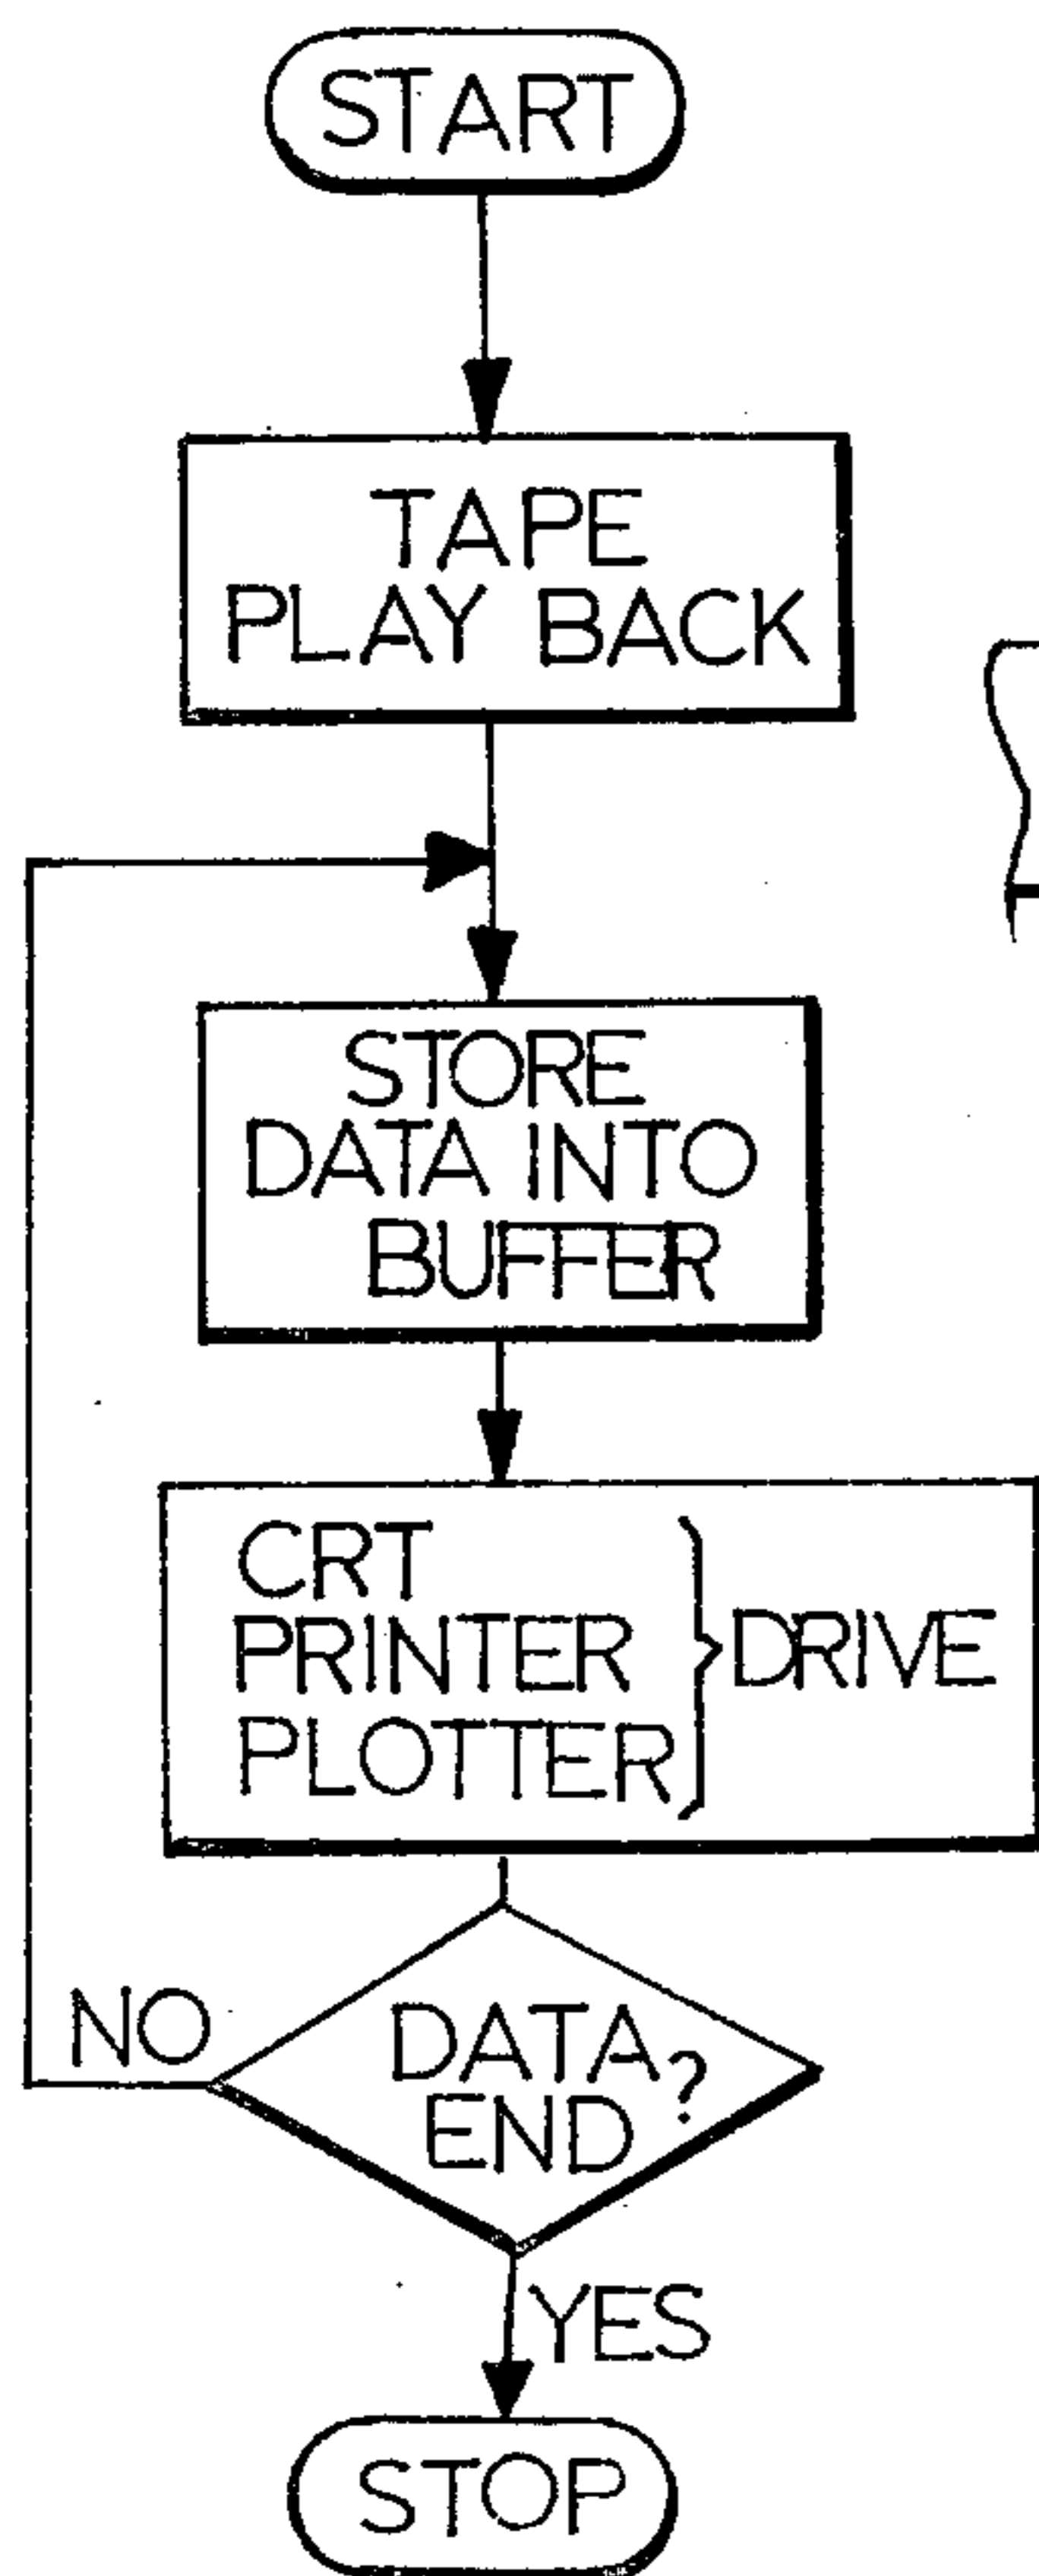 START
TAPE
PLAY BACK
STORE
DATA INTO
BUFFER
CRT
PRINTER
PLOTTER
DRIVE
NO
DATA
END ?
YES
STOP